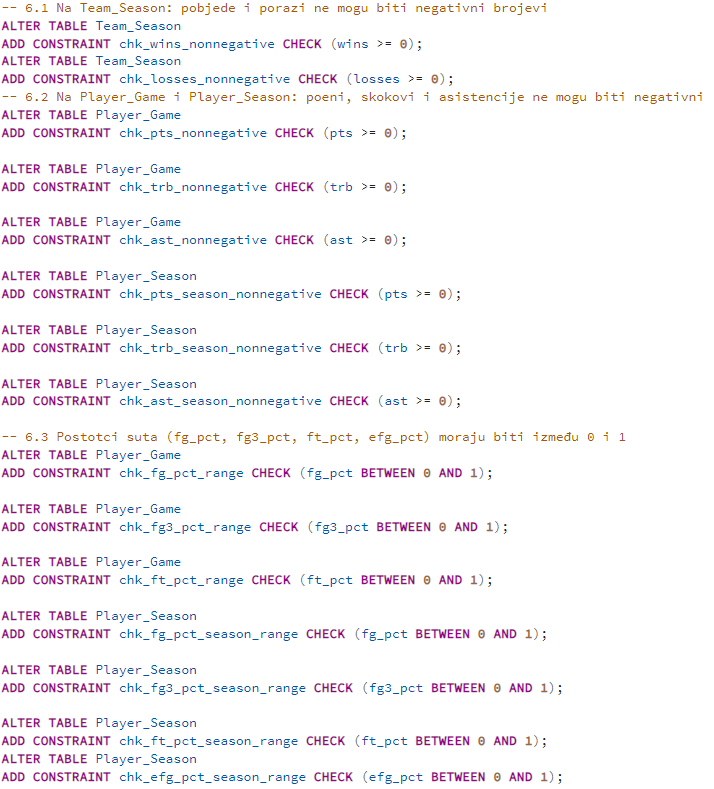 -- 6.1 Na Team_Season: pobjede i porazi ne mogu biti negativni brojevi
ALTER TABLE Team_Season
ADD CONSTRAINT chk_wins_nonnegative CHECK (wins >= 0);
ALTER TABLE Team_Season
ADD CONSTRAINT chk_losses_nonnegative CHECK (losses >= 0);
-- 6.2 Na Player_Game i Player_Season: poeni, skokovi i asistencije ne mogu biti negativni
ALTER TABLE Player_Game
ADD CONSTRAINT chk_pts_nonnegative CHECK (pts >= 0);
ALTER TABLE Player_Game
ADD CONSTRAINT chk_trb_nonnegative CHECK (trb >= 0);
ALTER TABLE Player_Game
ADD CONSTRAINT chk_ast_nonnegative CHECK (ast >= 0);
ALTER TABLE Player_Season
ADD CONSTRAINT chk_pts_season_nonnegative CHECK (pts >= 0);
ALTER TABLE Player_Season
ADD CONSTRAINT chk_trb_season_nonnegative CHECK (trb >= 0);
ALTER TABLE Player_Season
ADD CONSTRAINT chk_ast_season_nonnegative CHECK (ast >= 0);
-- 6.3 Postotci suta (fg_pct, fg3_pct, ft_pct, efg_pct) moraju biti između 0 i 1
ALTER TABLE Player_Game
ADD CONSTRAINT chk_fg_pct_range CHECK (fg_pct BETWEEN 0 AND 1);
ALTER TABLE Player_Game
ADD CONSTRAINT chk_fg3_pct_range CHECK (fg3_pct BETWEEN 0 AND 1);
ALTER TABLE Player_Game
ADD CONSTRAINT chk_ft_pct_range CHECK (ft_pct BETWEEN 0 AND 1);
ALTER TABLE Player_Season
ADD CONSTRAINT chk_fg_pct_season_range CHECK (fg_pct BETWEEN 0 AND 1);
ALTER TABLE Player_Season
ADD CONSTRAINT chk_fg3_pct_season_range CHECK (fg3_pct BETWEEN 0 AND 1);
ALTER TABLE Player_Season
ADD CONSTRAINT chk_ft_pct_season_range CHECK (ft_pct BETWEEN 0 AND 1);
ALTER TABLE Player_Season
ADD CONSTRAINT chk_efg_pct_season_range CHECK (efg_pct BETWEEN 0 AND 1);